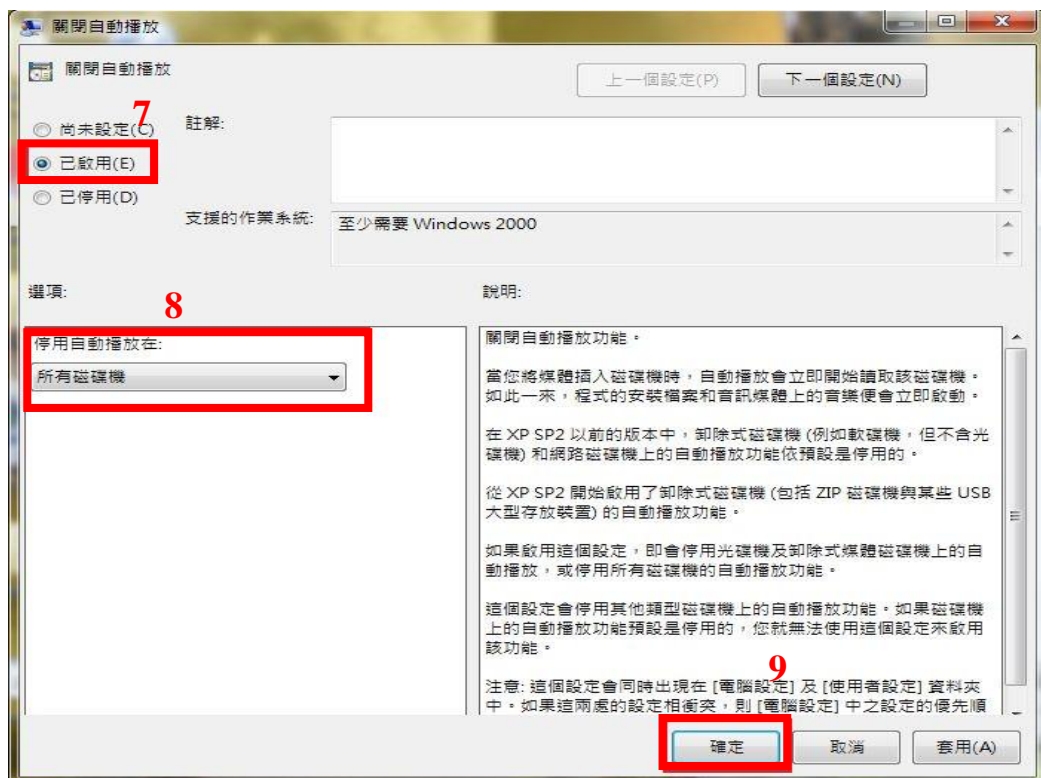 關閉自動播放
關閉自動播放
上一個設定(P)
下一個設定(N)
7
尚未設定(C)
註解:
已啟用(E)
已停用(D)
支援的作業系統:
至少需要 Windows 2000
選項:
8
說明:
停用自動播放在:
所有磁碟機
關閉自動播放功能。
當您將媒體插入磁碟機時，自動播放會立即開始讀取該磁碟機。
如此一來，程式的安裝檔案和音訊媒體上的音樂便會立即啟動。
在 XP SP2 以前的版本中，卸除式磁碟機 (例如軟碟機，但不含光
碟機) 和網路磁碟機上的自動播放功能依預設是停用的。
從 XP SP2 開始啟用了卸除式磁碟機 (包括 ZIP 磁碟機與某些 USB
大型存放裝置) 的自動播放功能。
如果啟用這個設定，即會停用光碟機及卸除式媒體磁碟機上的自
動播放，或停用所有磁碟機的自動播放功能。
這個設定會停用其他類型磁碟機上的自動播放功能。如果磁碟機
上的自動播放功能預設是停用的，您就無法使用這個設定來啟用
該功能。
9
注意: 這個設定會同時出現在 [電腦設定] 及 [使用者設定] 資料夾
中。如果這兩處的設定相衝突，則 [電腦設定] 中之設定的優先順
確定
取消
套用(A)